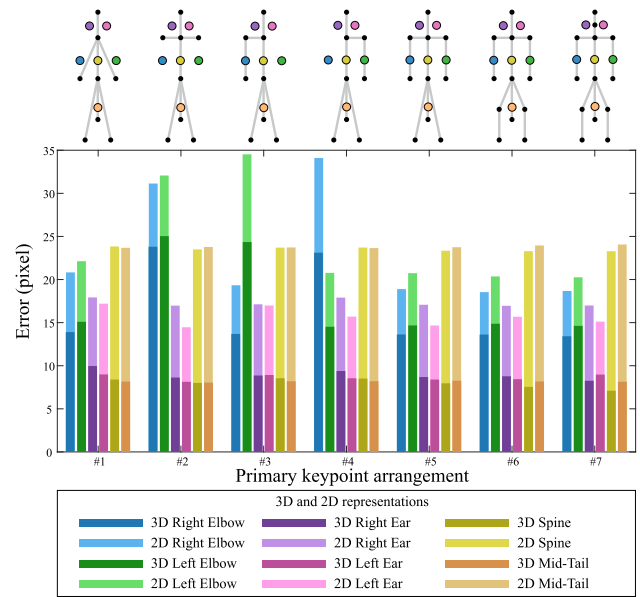 35
30
25
20
15
10
5
0
Error (pixel)
#1 #2 #3 #4 #5 #6 #7
Primary keypoint arrangement
3D and 2D representations
3D Right Elbow 3D Right Ear 3D Spine
2D Right Elbow 2D Right Ear 2D Spine
3D Left Elbow 3D Left Ear 3D Mid-Tail
2D Left Elbow 2D Left Ear 2D Mid-Tail